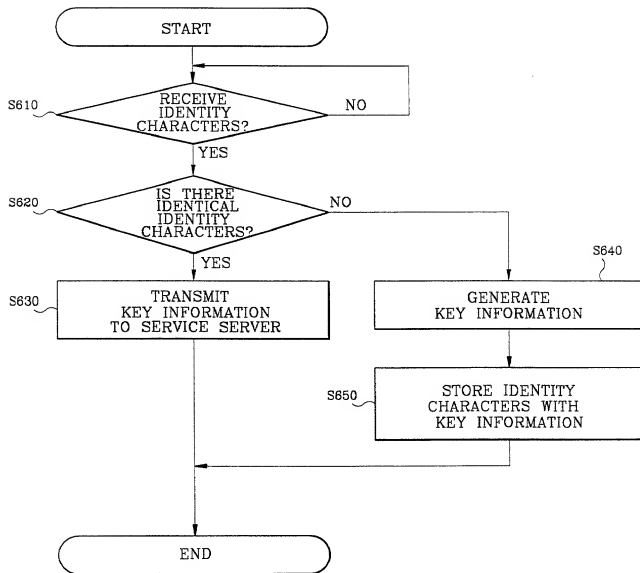 START
S610
RECEIVE
IDENTITY
CHARACTERS?
NO
YES
S620
IS THERE
IDENTICAL
IDENTITY
CHARACTERS?
NO
YES
S630
TRANSMIT
KEY INFORMATION
TO SERVICE SERVER
S640
GENERATE
KEY INFORMATION
S650
STORE IDENTITY
CHARACTERS WITH
KEY INFORMATION
END